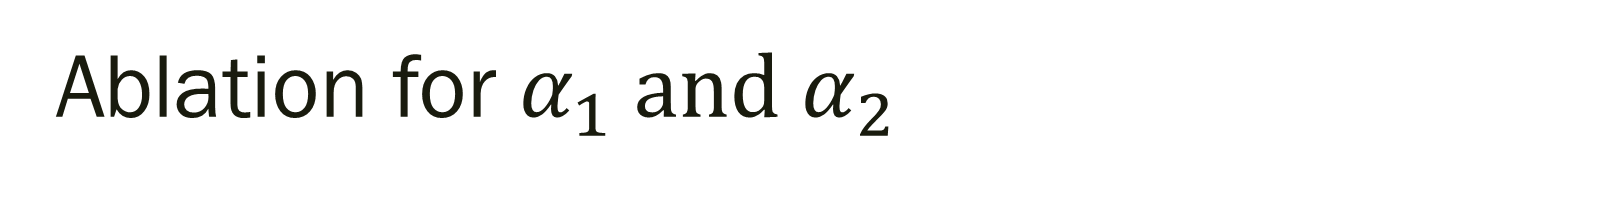 Ablation for α₁ and α₂